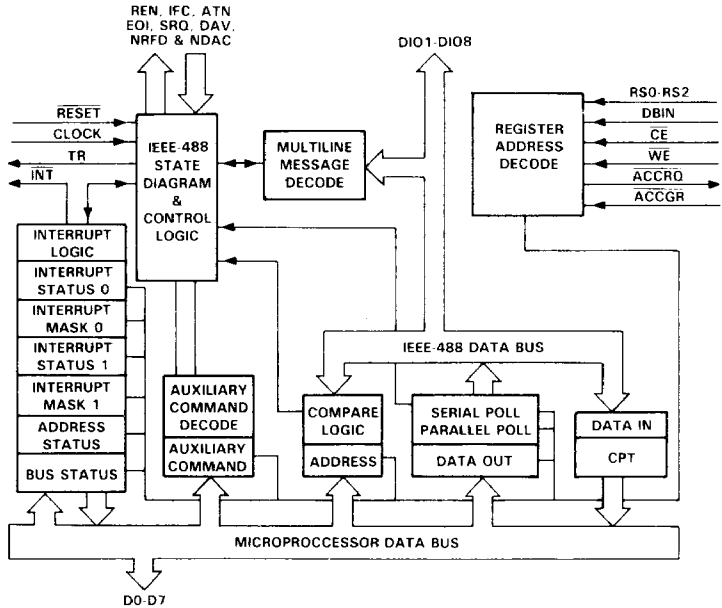 REN, IFC, ATN
EOI, SRQ, DAV,
NRFD & NDAC
DIO1-DIO8
RESET
CLOCK
TR
INT
IEEE-488
STATE
DIAGRAM
&
CONTROL
LOGIC
MULTILINE
MESSAGE
DECODE
REGISTER
ADDRESS
DECODE
RS0-RS2
DBIN
CE
WE
ACCRQ
ACCGR
INTERRUPT
LOGIC
INTERRUPT
STATUS 0
INTERRUPT
MASK 0
INTERRUPT
STATUS 1
INTERRUPT
MASK 1
ADDRESS
STATUS
BUS STATUS
IEEE-488 DATA BUS
AUXILIARY
COMMAND
DECODE
AUXILIARY
COMMAND
COMPARE
LOGIC
ADDRESS
SERIAL POLL
PARALLEL POLL
DATA OUT
DATA IN
CPT
MICROPROCCESSOR DATA BUS
D0-D7